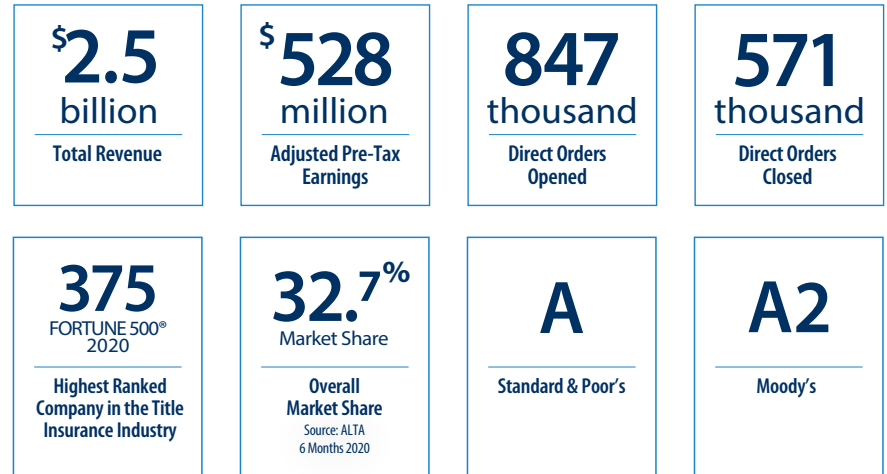 $2.5
billion
Total Revenue
$528
million
Adjusted Pre-Tax
Earnings
847
thousand
Direct Orders
Opened
571
thousand
Direct Orders
Closed
375
FORTUNE 500®
2020
Highest Ranked
Company in the Title
Insurance Industry
32.7%
Market Share
Overall
Market Share
Source: ALTA
6 Months 2020
A
Standard & Poor's
A2
Moody's